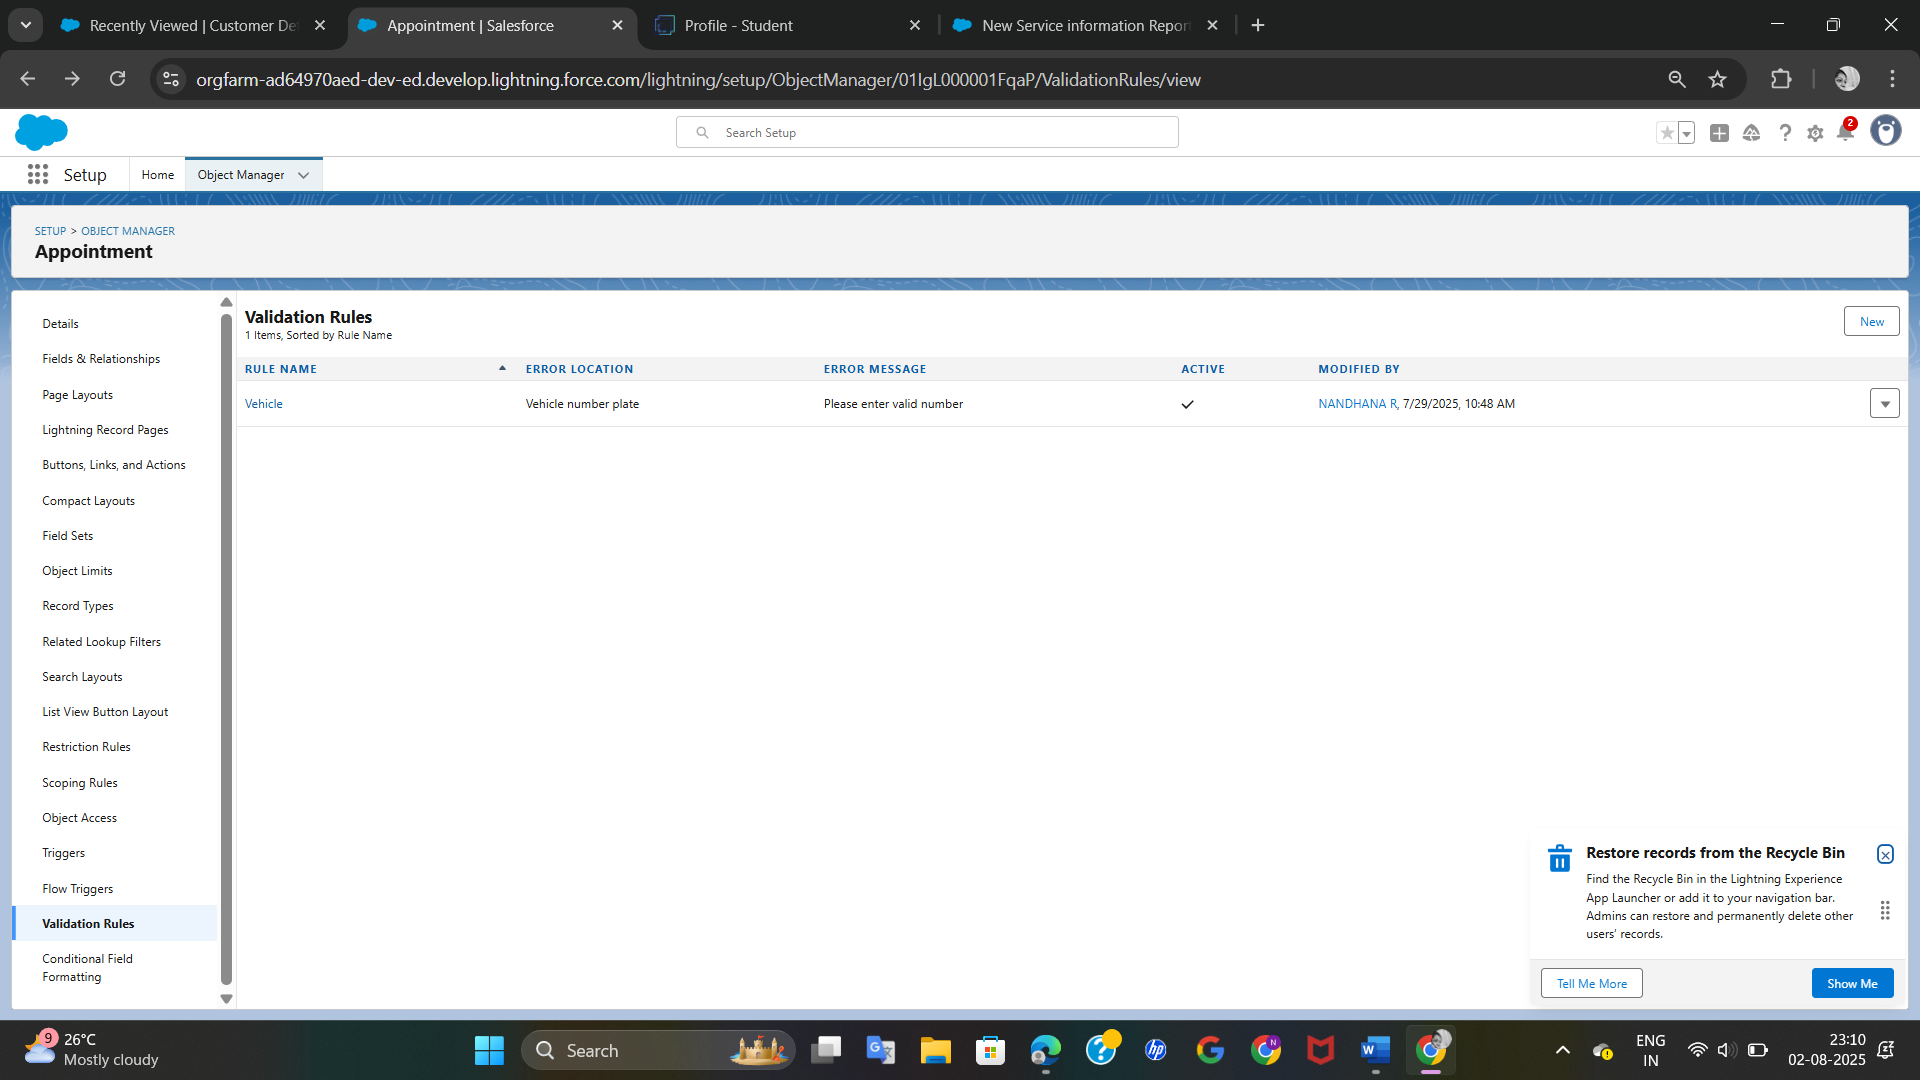 Recently Viewed | Customer De
Appointment | Salesforce
Profile - Student
New Service information Report
orgfarm-ad64970aed-dev-ed.develop.lightning.force.com/lightning/setup/ObjectManager/01IgL000001FqaP/ValidationRules/view
Search Setup
2
Setup
Home
Object Manager
SETUP > OBJECT MANAGER
Appointment
Details
Fields & Relationships
Page Layouts
Lightning Record Pages
Buttons, Links, and Actions
Compact Layouts
Field Sets
Object Limits
Record Types
Related Lookup Filters
Search Layouts
List View Button Layout
Restriction Rules
Scoping Rules
Object Access
Triggers
Flow Triggers
Validation Rules
Conditional Field
Formatting
Validation Rules
1 Items, Sorted by Rule Name
New
RULE NAME ERROR LOCATION ERROR MESSAGE ACTIVE MODIFIED BY
Vehicle Vehicle number plate Please enter valid number NANDHANA R, 7/29/2025, 10:48 AM
Restore records from the Recycle Bin
Find the Recycle Bin in the Lightning Experience
App Launcher or add it to your navigation bar.
Admins can restore and permanently delete other
users' records.
Tell Me More
Show Me
9
26°C
Mostly cloudy
Search
hp
N
W
ENG
IN
23:10
02-08-2025